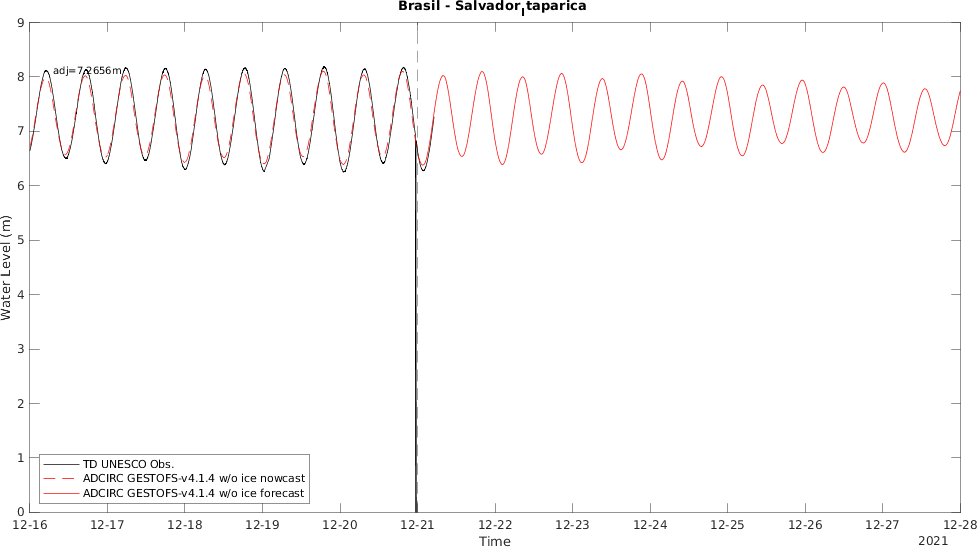 Brasil - Salvador Itaparica
adj=7.2656m
9
8
7
6
5
4
3
2
1
0
Water Level (m)
TD UNESCO Obs.
ADCIRC GESTOFS-v4.1.4 w/o ice nowcast
ADCIRC GESTOFS-v4.1.4 w/o ice forecast
12-16 12-17 12-18 12-19 12-20 12-21 12-22 12-23 12-24 12-25 12-26 12-27 12-28
Time
2021